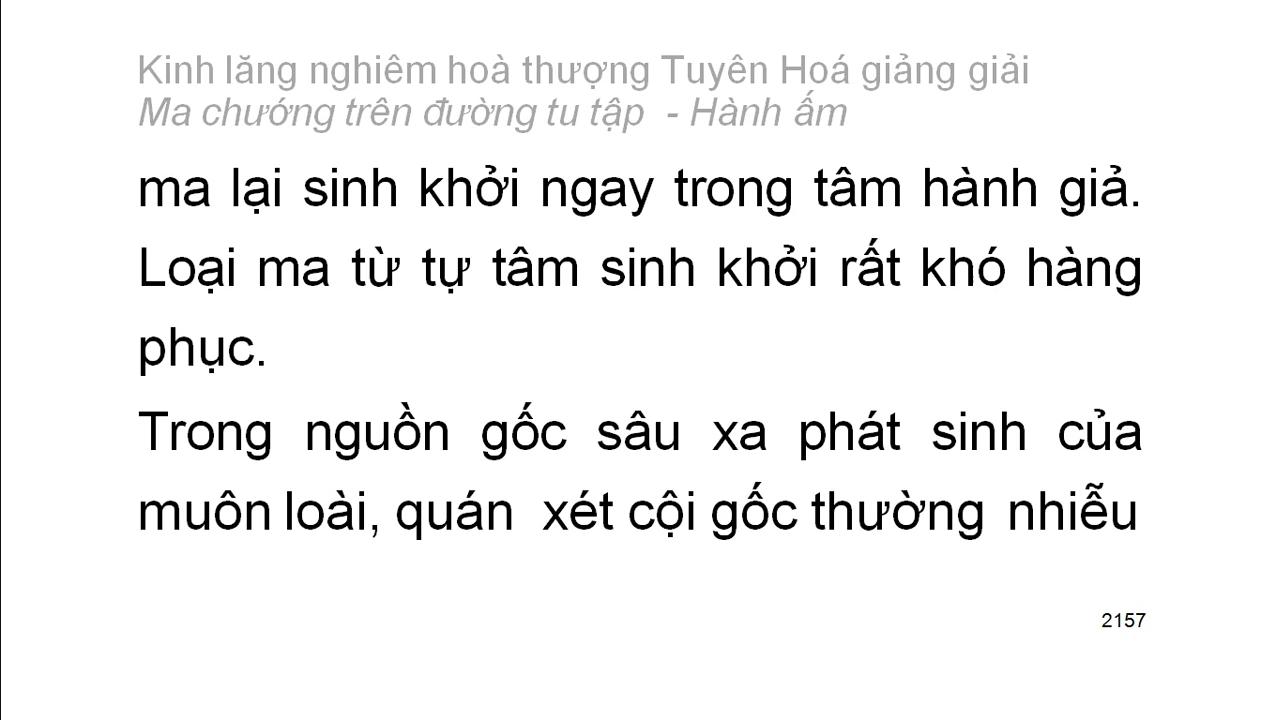 Kinh lăng nghiêm hoà thượng Tuyên Hoá giảng giải
Ma chướng trên đường tu tập - Hành ấm
ma lại sinh khởi ngay trong tâm hành giả.
Loại ma từ tự tâm sinh khởi rất khó hàng
phục.
Trong nguồn gốc sâu xa phát sinh của
muôn loài, quán xét cội gốc thường nhiễu
2157